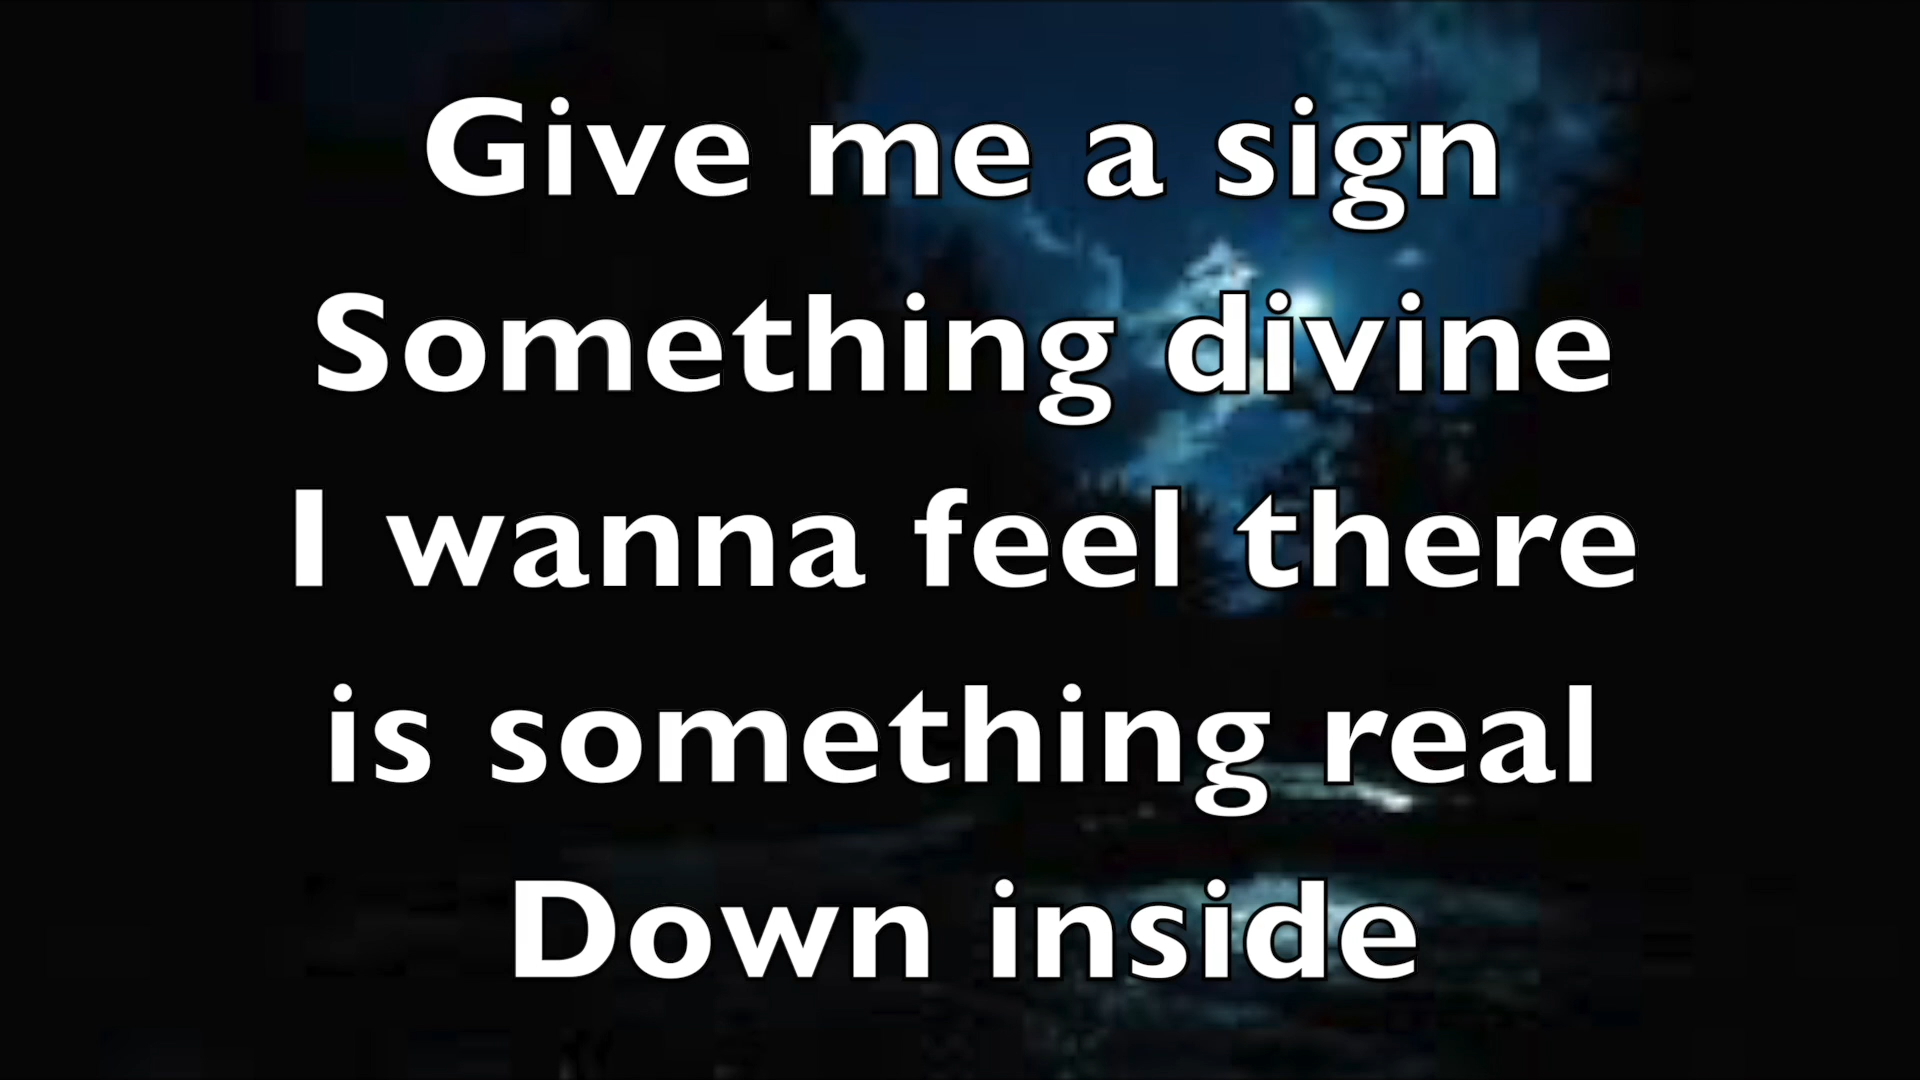 Give me a sign
Something divine
I wanna feel there
is something real
Down inside